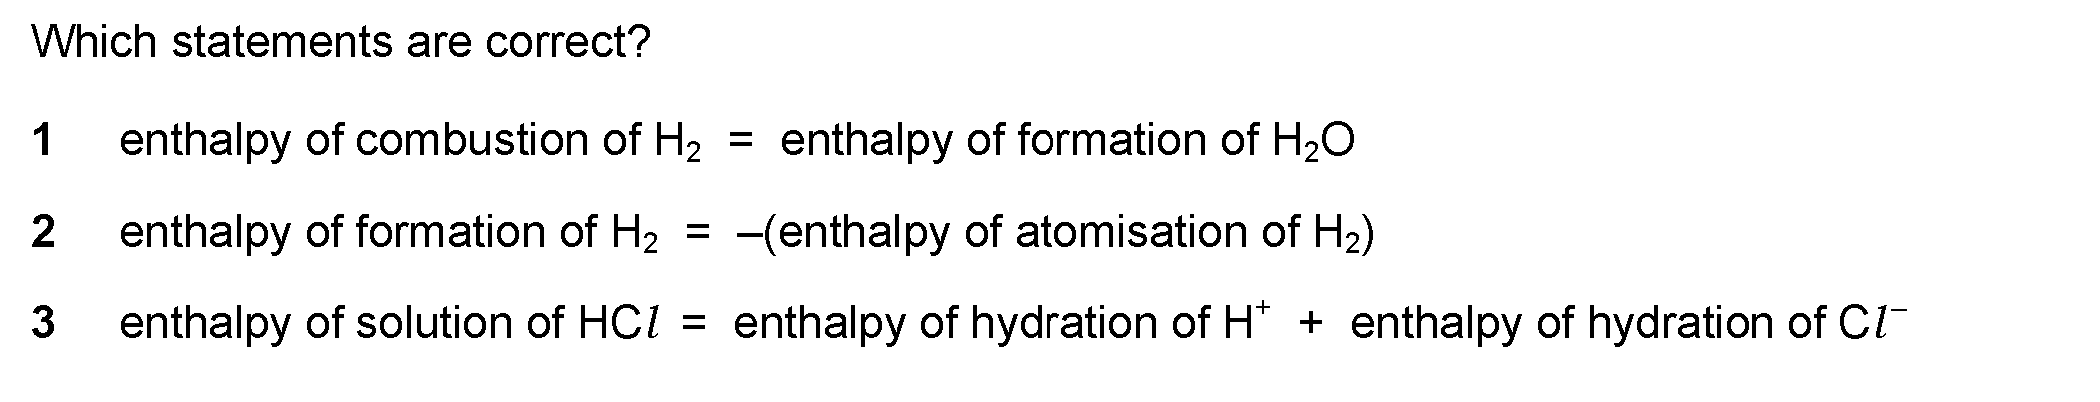 Which statements are correct?
1 enthalpy of combustion of H₂ = enthalpy of formation of H₂O
2 enthalpy of formation of H₂ = –(enthalpy of atomisation of H₂)
3 enthalpy of solution of HCl = enthalpy of hydration of H⁺ + enthalpy of hydration of Cl⁻